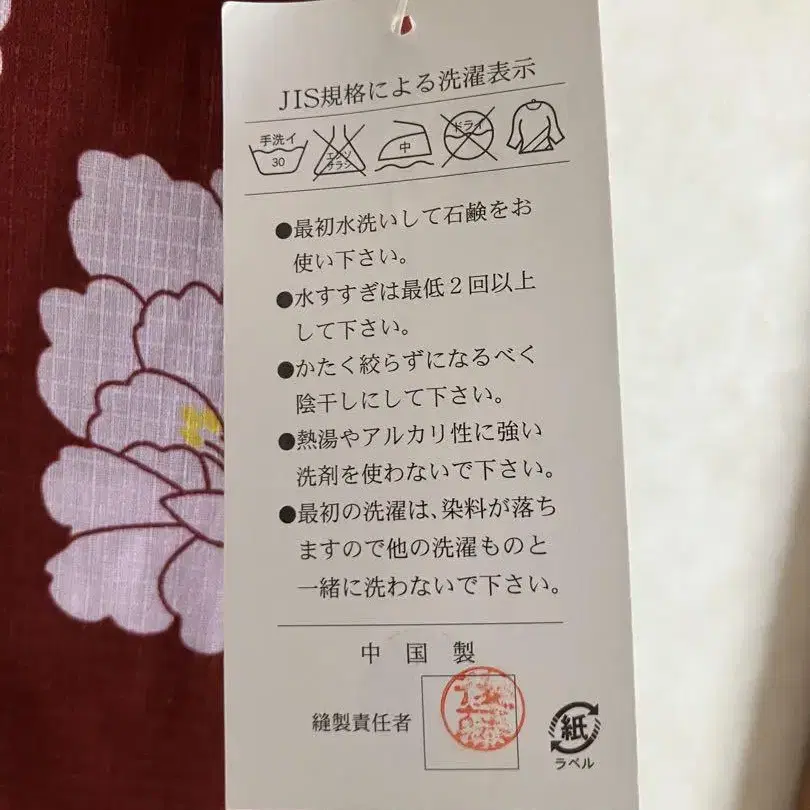 JIS規格による洗濯表示
手洗イ
30
エンソ
サラシ
中
ドライ
●最初水洗いして石鹸をお
使い下さい。
●水すすぎは最低2回以上
して下さい。
●かたく絞らずになるべく
陰干しにして下さい。
●熱湯やアルカリ性に強い
洗剤を使わないで下さい。
●最初の洗濯は、染料が落ち
ますので他の洗濯ものと
一緒に洗わないで下さい。
中国製
縫製責任者
紙
ラベル